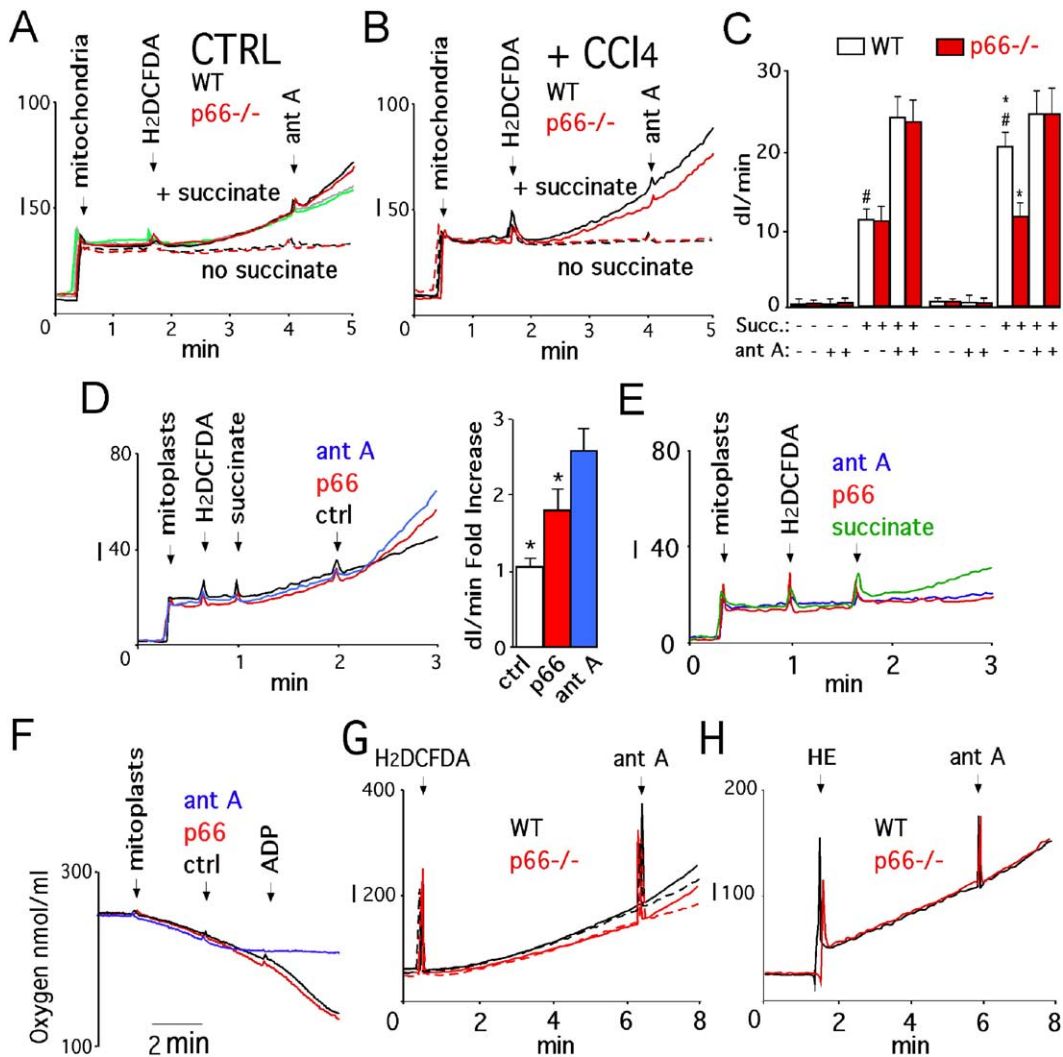 A
CTRL
WT
p66-/-
mitochondria
H2DCFDA
ant A
+ succinate
no succinate
100
I 50
0
0 1 2 3 4 5
min
B
+ CCl4
WT
p66-/-
mitochondria
H2DCFDA
ant A
+ succinate
no succinate
100
I 50
0
0 1 2 3 4 5
min
C
WT p66-/-
30
20
10
0
dI/min
#
*
#
*
Succ.: - - - - + + + + - - - - + + + +
ant A: - - + + - - + + - - + + - - + +
D
mitoplasts
H2DCFDA
succinate
ant A
p66
ctrl
80
I 40
0
0 1 2 3
min
dI/min Fold Increase
3
2
1
0
*
*
ctrl
p66
ant A
E
mitoplasts
H2DCFDA
ant A
p66
succinate
80
I 40
0
0 1 2 3
min
F
mitoplasts
ant A
p66
ctrl
ADP
300
100
Oxygen nmol/ml
2 min
G
H2DCFDA
ant A
WT
p66-/-
400
I 200
0
0 2 4 6 8
min
H
HE
ant A
WT
p66-/-
200
I 100
0
0 2 4 6 8
min